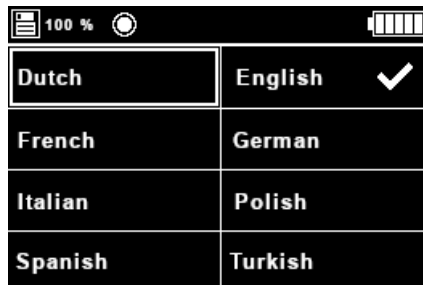 100 %
Dutch English
French German
Italian Polish
Spanish Turkish